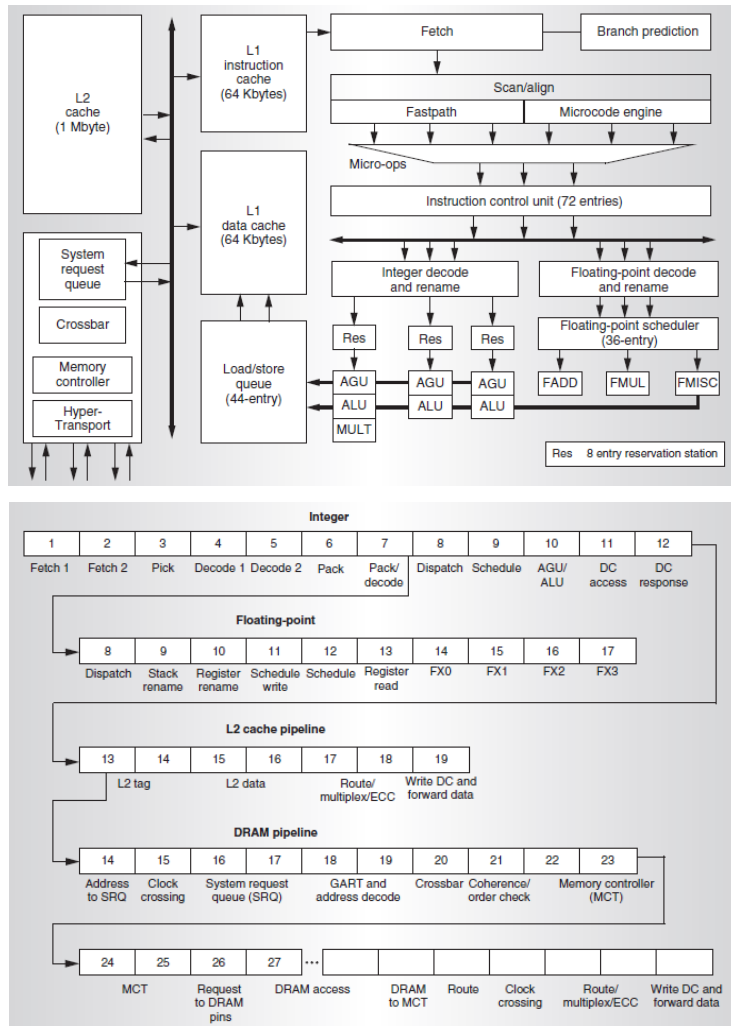 L2
cache
(1 Mbyte)
System
request
queue
Crossbar
Memory
controller
Hyper-
Transport
L1
instruction
cache
(64 Kbytes)
L1
data cache
(64 Kbytes)
Load/store
queue
(44-entry)
Fetch
Branch prediction
Scan/align
Fastpath
Microcode engine
Micro-ops
Instruction control unit (72 entries)
Integer decode
and rename
Floating-point decode
and rename
Res
Res
Res
Floating-point scheduler
(36-entry)
AGU
AGU
AGU
FADD
FMUL
FMISC
ALU
ALU
ALU
MULT
Res 8 entry reservation station
Integer
1 2 3 4 5 6 7 8 9 10 11 12
Fetch 1
Fetch 2
Pick
Decode 1
Decode 2
Pack
Pack/
decode
Dispatch
Schedule
AGU/
ALU
DC
access
DC
response
Floating-point
8 9 10 11 12 13 14 15 16 17
Dispatch
Stack
rename
Register
rename
Schedule
write
Schedule
Register
read
FX0
FX1
FX2
FX3
L2 cache pipeline
13 14 15 16 17 18 19
L2 tag
L2 data
Route/
multiplex/ECC
Write DC and
forward data
DRAM pipeline
14 15 16 17 18 19 20 21 22 23
Address
to SRQ
Clock
crossing
System request
queue (SRQ)
GART and
address decode
Crossbar
Coherence/
order check
Memory controller
(MCT)
24 25 26 27 ...
MCT
Request
to DRAM
pins
DRAM access
DRAM
to MCT
Route
Clock
crossing
Route/
multiplex/ECC
Write DC and
forward data